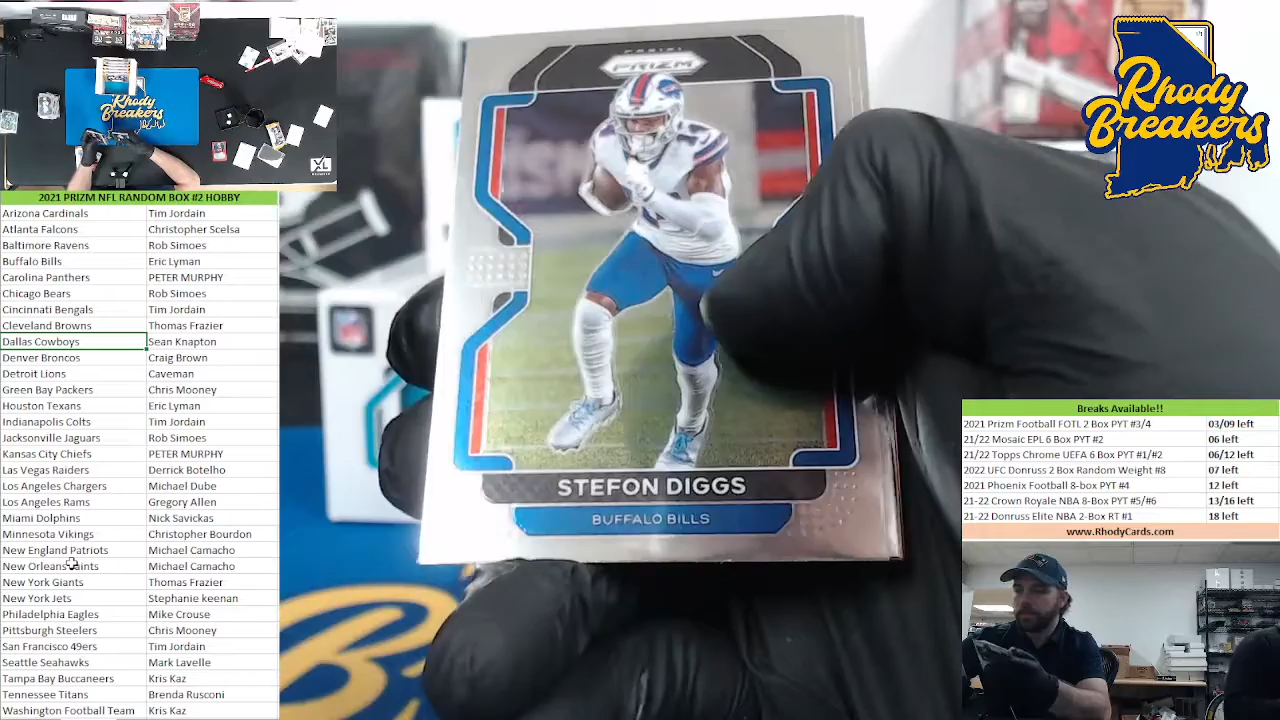 2021 PRIZM NFL RANDOM BOX #2 HOBBY
Arizona Cardinals Tim Jordain
Atlanta Falcons Christopher Scelsa
Baltimore Ravens Rob Simoes
Buffalo Bills Eric Lyman
Carolina Panthers PETER MURPHY
Chicago Bears Rob Simoes
Cincinnati Bengals Tim Jordain
Cleveland Browns Thomas Frazier
Dallas Cowboys Sean Knapton
Denver Broncos Craig Brown
Detroit Lions Caveman
Green Bay Packers Chris Mooney
Houston Texans Eric Lyman
Indianapolis Colts Tim Jordain
Jacksonville Jaguars Rob Simoes
Kansas City Chiefs PETER MURPHY
Las Vegas Raiders Derrick Botelho
Los Angeles Chargers Michael Dube
Los Angeles Rams Gregory Allen
Miami Dolphins Nick Savickas
Minnesota Vikings Christopher Bourdon
New England Patriots Michael Camacho
New Orleans Saints Michael Camacho
New York Giants Thomas Frazier
New York Jets Stephanie keenan
Philadelphia Eagles Mike Crouse
Pittsburgh Steelers Chris Mooney
San Francisco 49ers Tim Jordain
Seattle Seahawks Mark Lavelle
Tampa Bay Buccaneers Kris Kaz
Tennessee Titans Brenda Rusconi
Washington Football Team Kris Kaz
Rhody
Breakers
XL
PANINI
PRIZM
STEFON DIGGS
BUFFALO BILLS
NFL
Rhody
Breakers
Breaks Available!!
2021 Prizm Football FOTL 2 Box PYT #3/4 03/09 left
21/22 Mosaic EPL 6 Box PYT #2 06 left
21/22 Topps Chrome UEFA 6 Box PYT #1/#2 06/12 left
2022 UFC Donruss 2 Box Random Weight #8 07 left
2021 Phoenix Football 8-box PYT #4 12 left
21-22 Crown Royale NBA 8-Box PYT #5/#6 13/16 left
21-22 Donruss Elite NBA 2-Box RT #1 18 left
www.RhodyCards.com